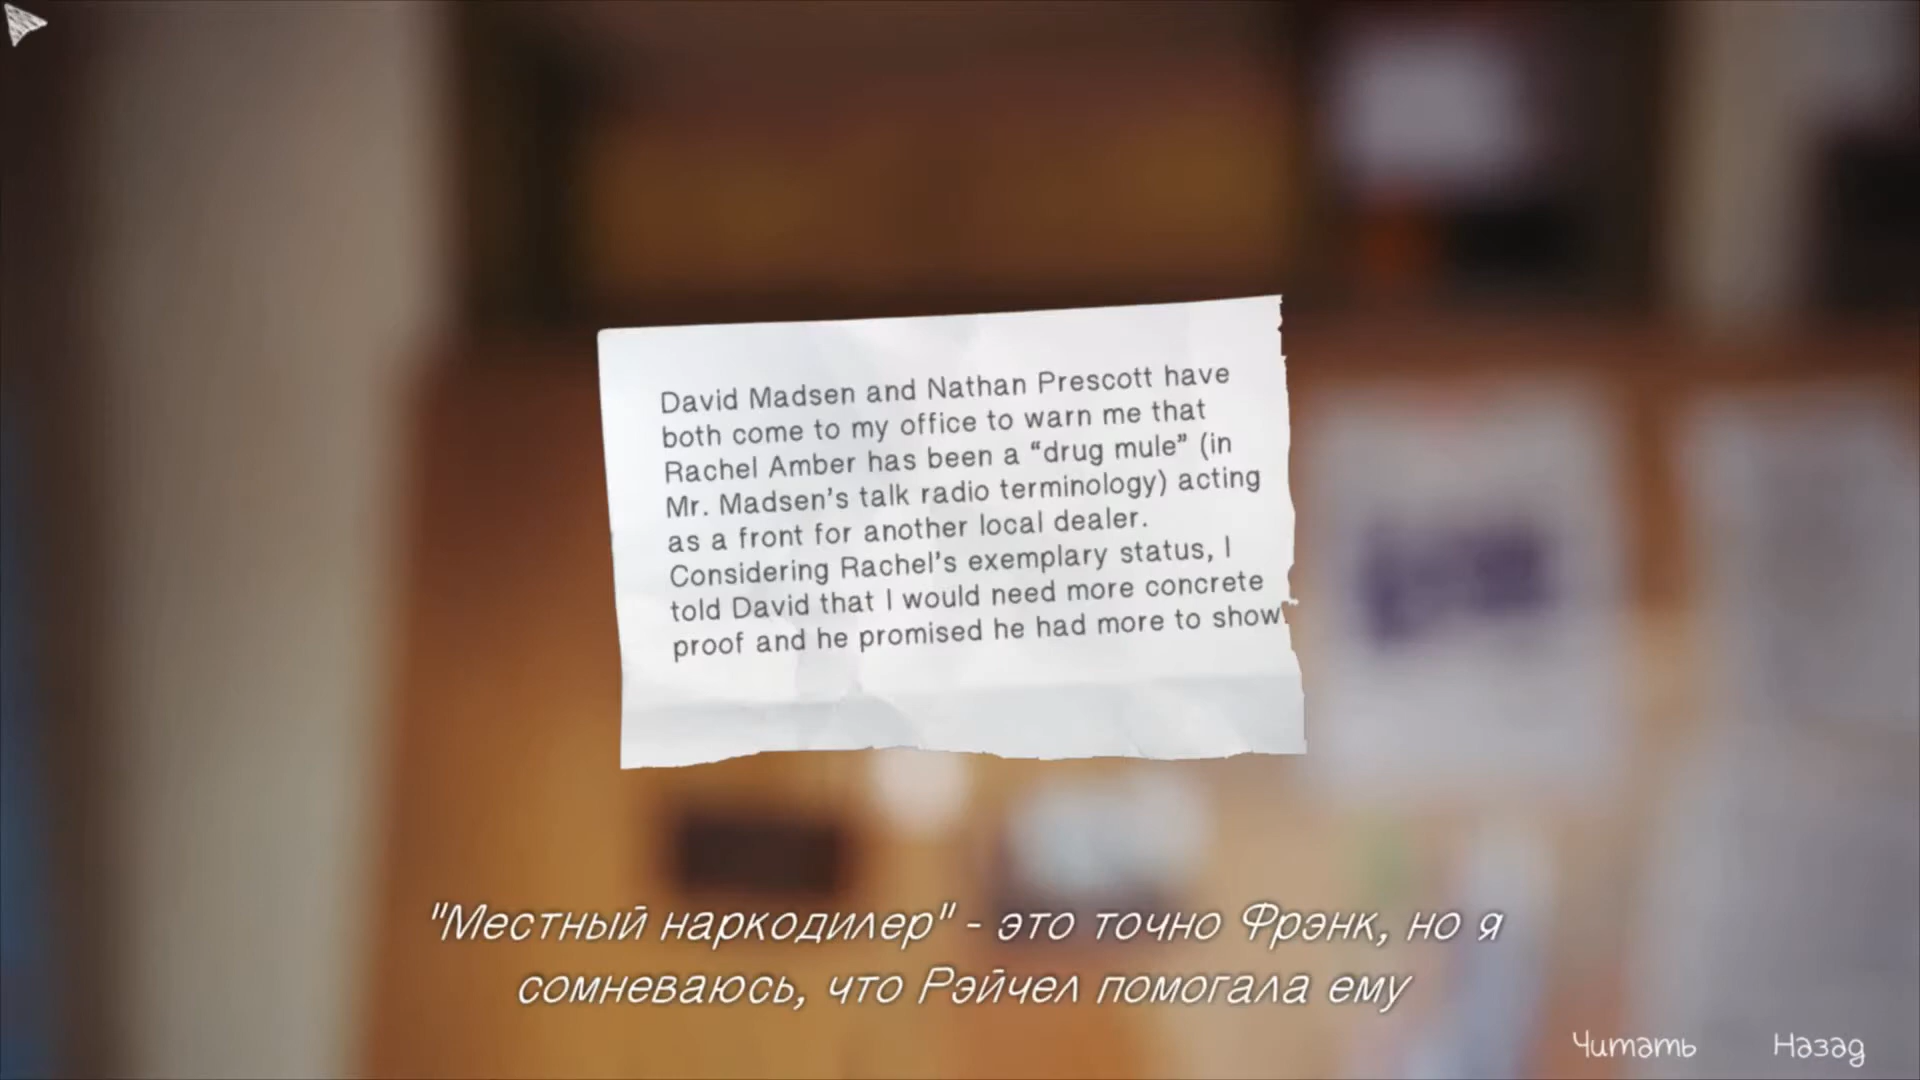 David Madsen and Nathan Prescott have
both come to my office to warn me that
Rachel Amber has been a “drug mule” (in
Mr. Madsen’s talk radio terminology) acting
as a front for another local dealer.
Considering Rachel’s exemplary status, I
told David that I would need more concrete
proof and he promised he had more to show.
"Местный наркодилер" - это точно Фрэнк, но я
сомневаюсь, что Рэйчел помогала ему
Читать Назад